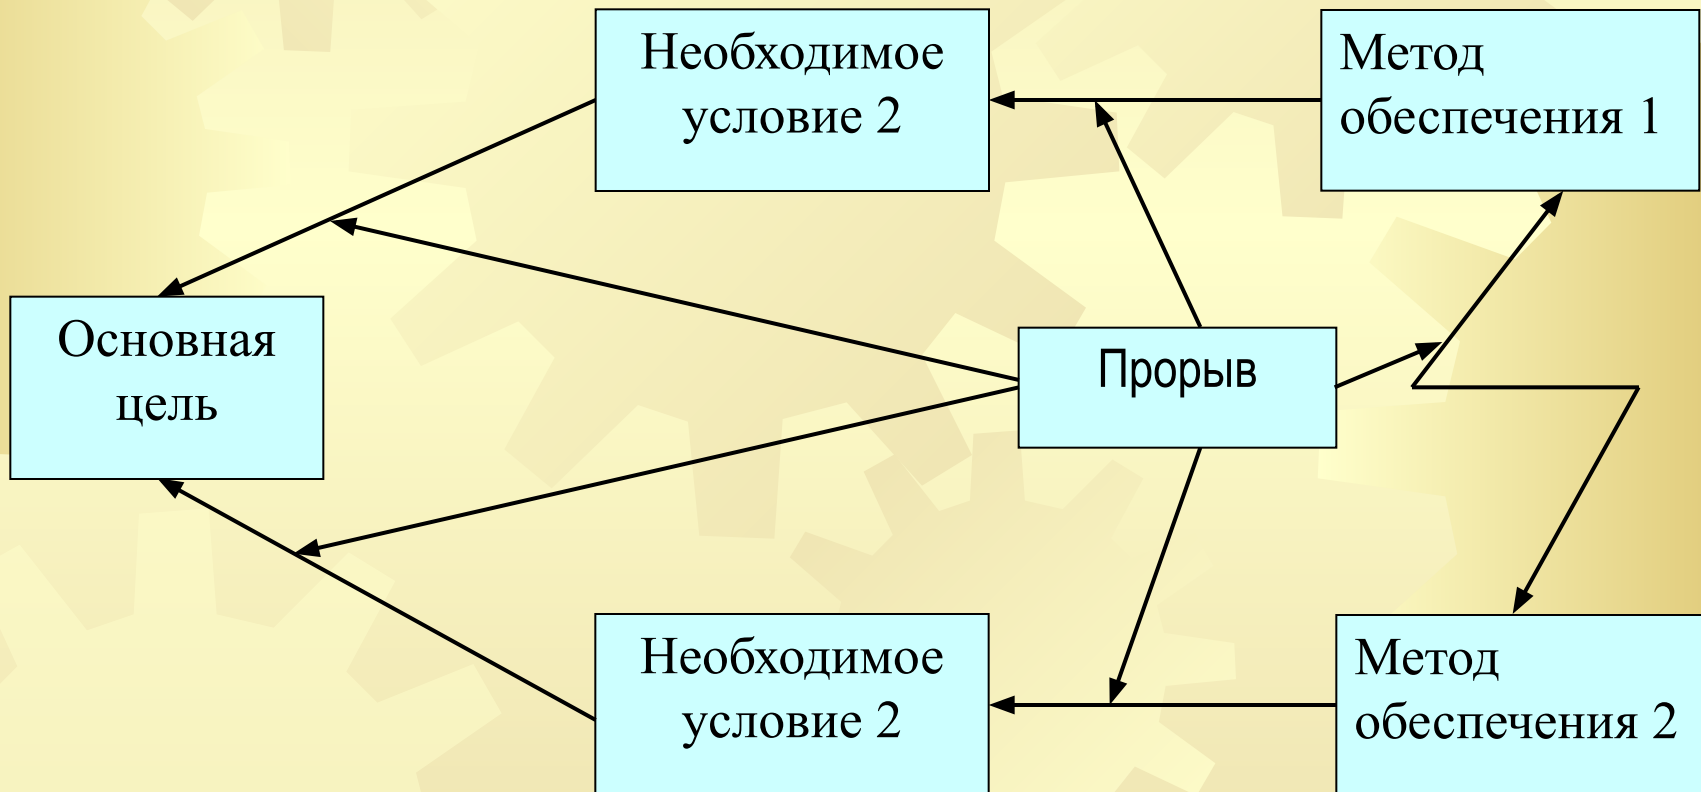 Необходимое
условие 2
Метод
обеспечения 1
Основная
цель
Прорыв
Необходимое
условие 2
Метод
обеспечения 2